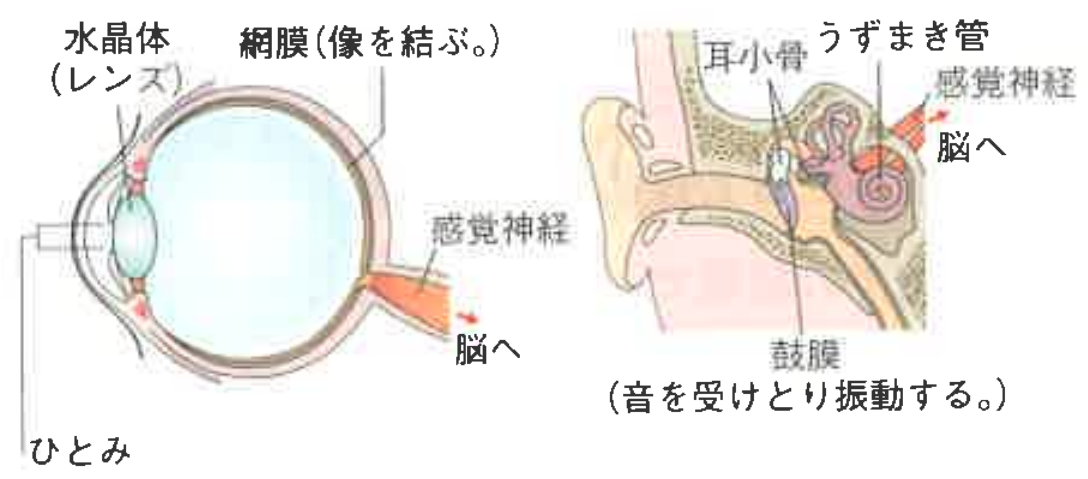 水晶体
(レンズ)
網膜(像を結ぶ。)
感覚神経
脳へ
ひとみ
耳小骨
うずまき管
感覚神経
脳へ
鼓膜
(音を受けとり振動する。)